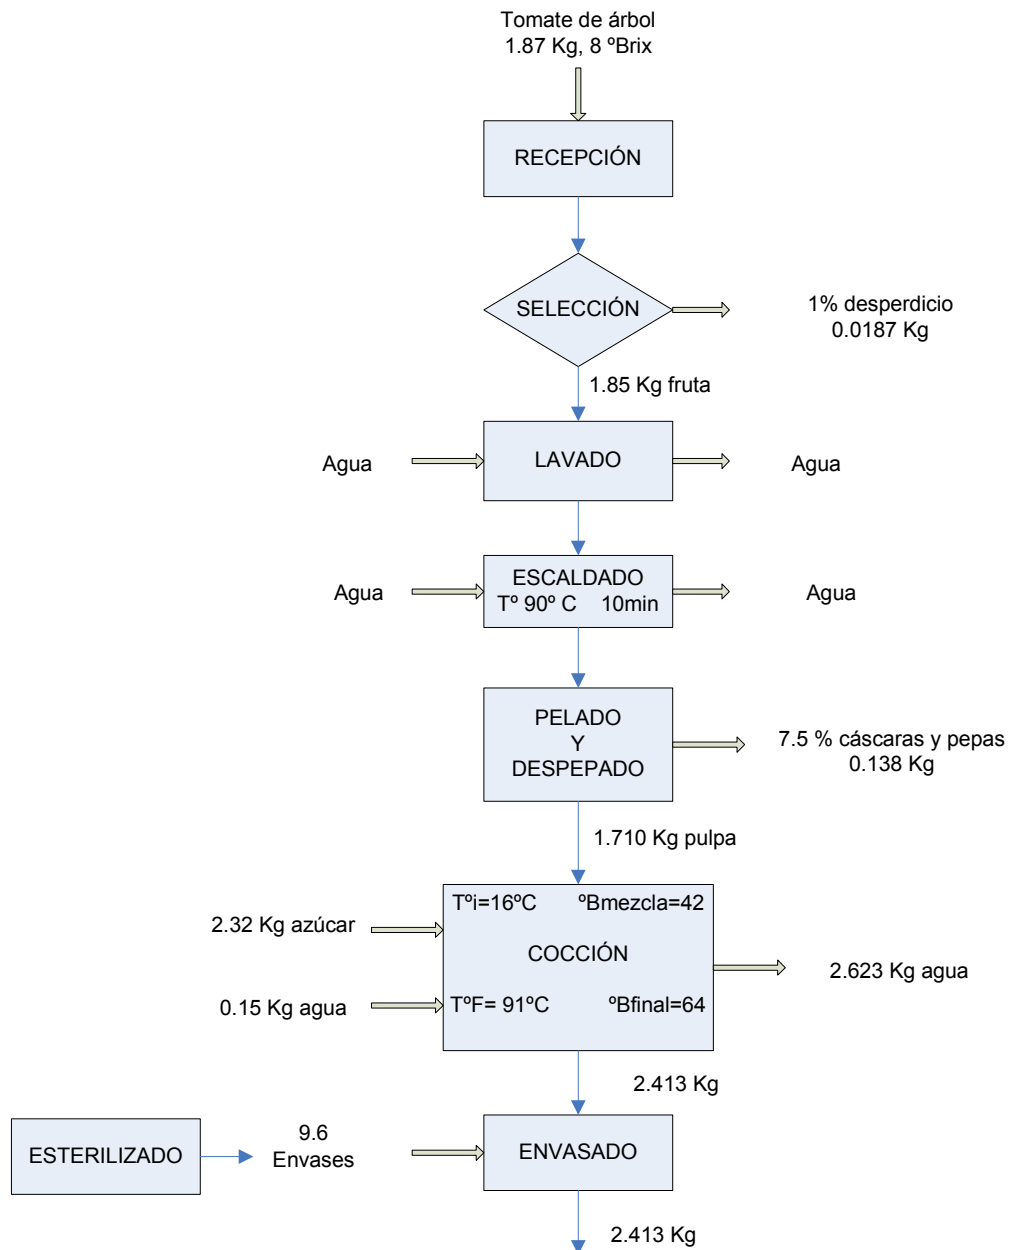 Tomate de árbol
1.87 Kg, 8 ºBrix
RECEPCIÓN
SELECCIÓN
1% desperdicio
0.0187 Kg
1.85 Kg fruta
Agua
LAVADO
Agua
Agua
ESCALDADO
Tº 90º C 10min
Agua
PELADO
Y
DESPEPADO
7.5 % cáscaras y pepas
0.138 Kg
1.710 Kg pulpa
Tºi=16ºC ºBmezcla=42
2.32 Kg azúcar
COCCIÓN
2.623 Kg agua
0.15 Kg agua
TºF= 91ºC ºBfinal=64
2.413 Kg
ESTERILIZADO
9.6
Envases
ENVASADO
2.413 Kg